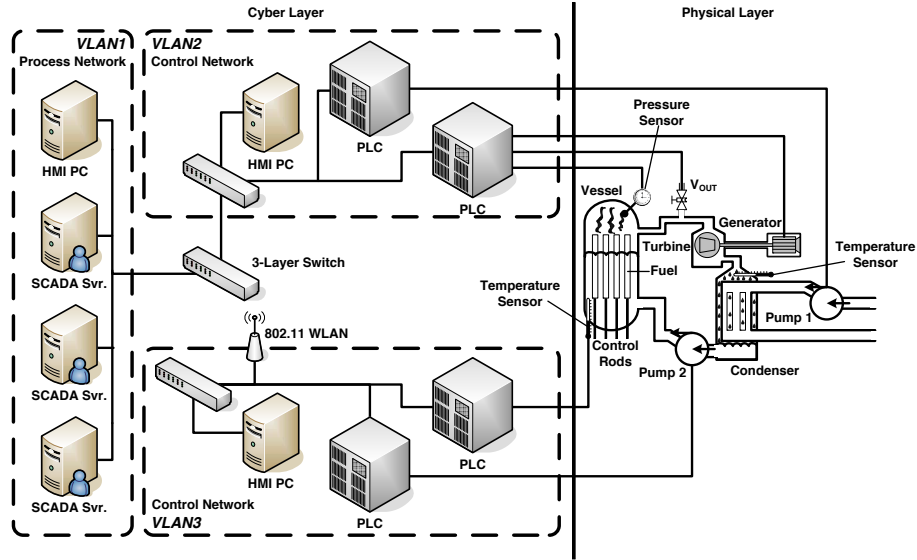 Cyber Layer
Physical Layer
VLAN1
Process Network
HMI PC
SCADA Svr.
SCADA Svr.
SCADA Svr.
VLAN2
Control Network
HMI PC
PLC
PLC
3-Layer Switch
802.11 WLAN
HMI PC
PLC
PLC
Control Network
VLAN3
Pressure
Sensor
Vessel
VOUT
Generator
Turbine
Temperature
Sensor
Fuel
Temperature
Sensor
Pump 1
Control
Rods
Pump 2
Condenser